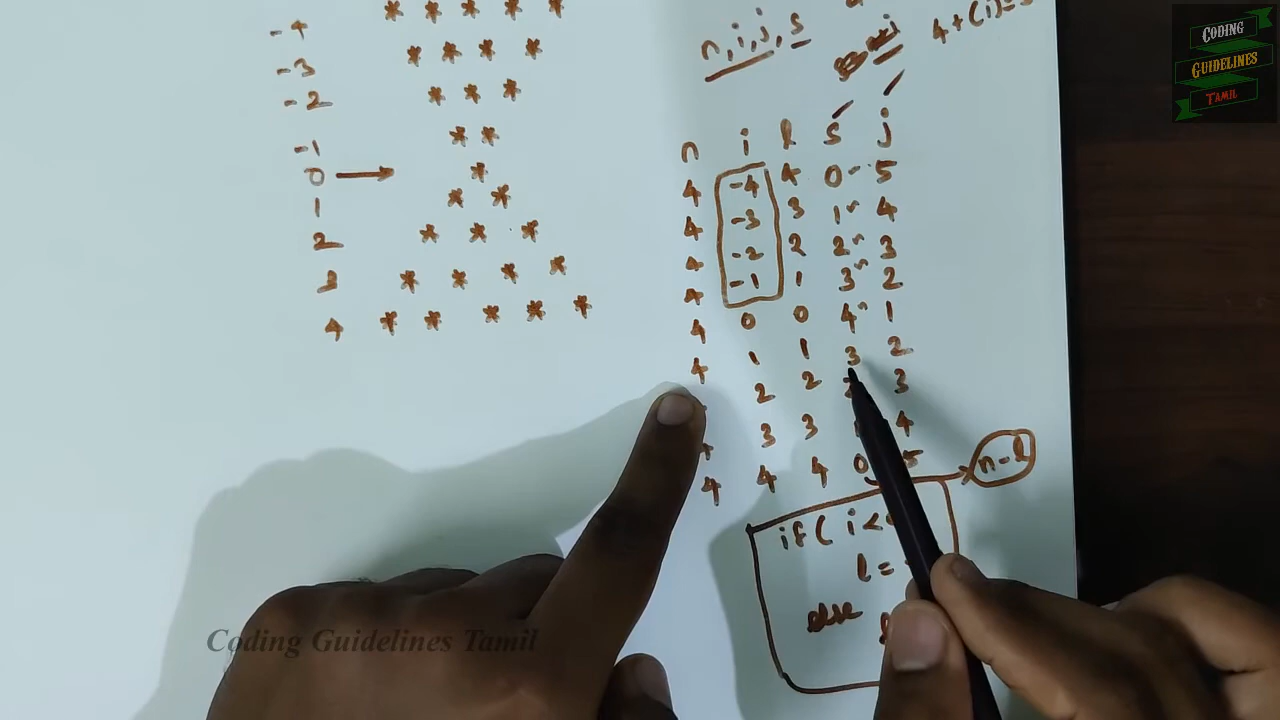 CODING
GUIDELINES
TAMIL
n,i,j,s
4+(i)=
-4 * * * * *
-3 * * * *
-2 * * *
-1 * *
0 → *
1 * *
2 * * *
3 * * * *
4 * * * * *
n i l s j
4 -4 4 0 5
4 -3 3 1 4
4 -2 2 2 3
4 -1 1 3 2
4 0 0 4 1
4 1 1 3 2
2 2 3
3 3 4
4 4 4 0 5
n-l
if( i<
l=
else
Coding Guidelines Tamil